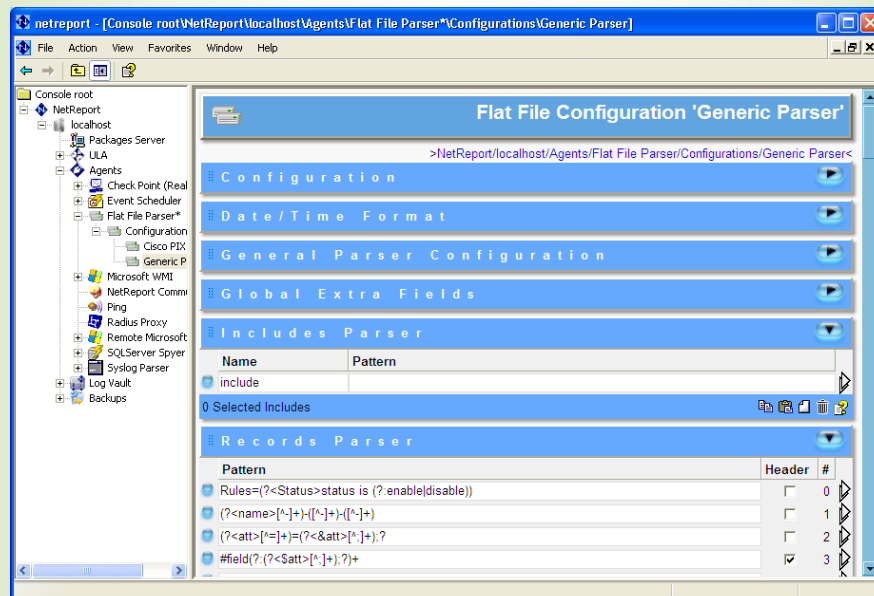 netreport - [Console root\NetReport\localhost\Agents\Flat File Parser*\Configurations\Generic Parser]
File Action View Favorites Window Help
Console root
NetReport
localhost
Packages Server
ULA
Agents
Check Point (Real
Event Scheduler
Flat File Parser*
Configuration
Cisco PIX
Generic P
Microsoft WMI
NetReport Commu
Ping
Radius Proxy
Remote Microsoft
SQLServer Spyer
Syslog Parser
Log Vault
Backups
Flat File Configuration 'Generic Parser'
>NetReport/localhost/Agents/Flat File Parser/Configurations/Generic Parser<
Configuration
Date/Time Format
General Parser Configuration
Global Extra Fields
Includes Parser
Name Pattern
include
0 Selected Includes
Records Parser
Pattern Header #
Rules=(?<Status>status is (?:enable|disable)) 0
(?<name>[^-]+)-([^-]+)-([^-]+) 1
(?<att>[^=]+)=(?<&att>[^;]+);? 2
#field(?:(?<$att>[^;]+);?)+ 3